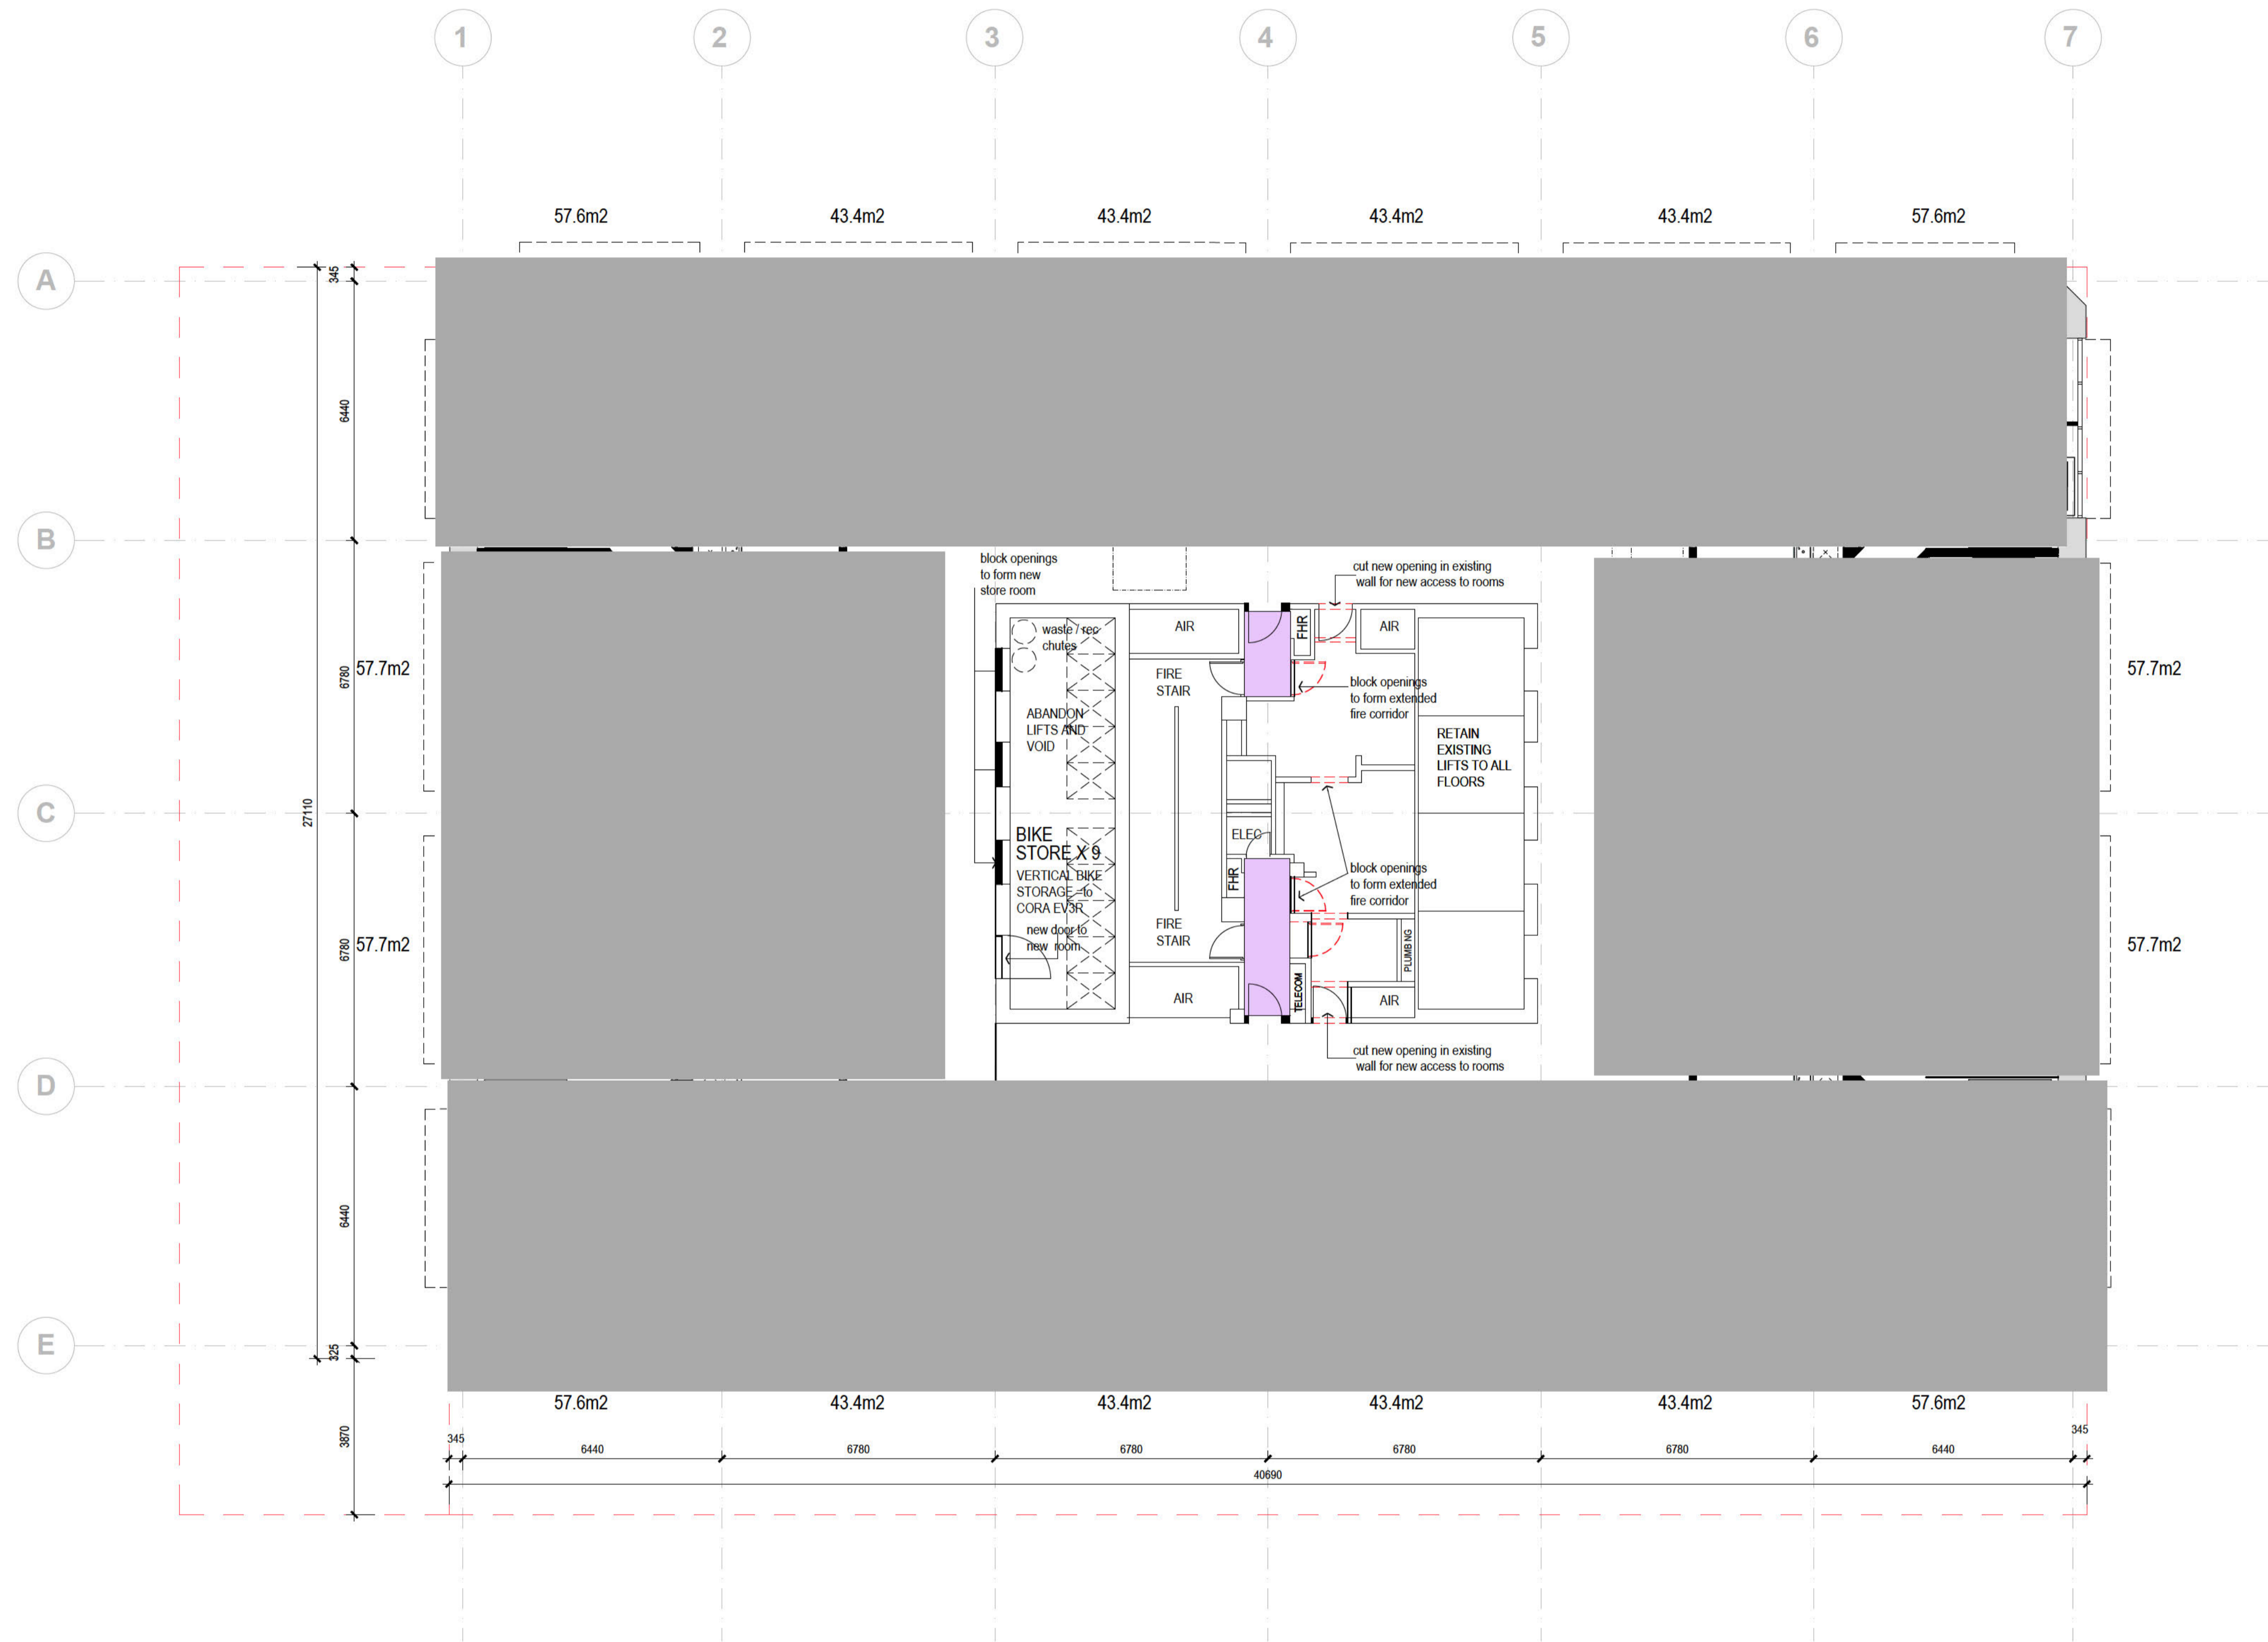 1
2
3
4
5
6
7
57.6m2
43.4m2
43.4m2
43.4m2
43.4m2
57.6m2
A
345
6440
B
block openings
to form new
store room
cut new opening in existing
wall for new access to rooms
waste / rec
chutes
AIR
FHR
AIR
57.7m2
6780
57.7m2
FIRE
STAIR
block openings
to form extended
fire corridor
ABANDON
LIFTS AND
VOID
RETAIN
EXISTING
LIFTS TO ALL
FLOORS
C
27110
BIKE
STORE X 9
ELEC
VERTICAL BIKE
STORAGE -to
CORA EV3R
FHR
block openings
to form extended
fire corridor
new door to
new room
FIRE
STAIR
PLUMB NG
57.7m2
6780
57.7m2
AIR
TELECOM
AIR
cut new opening in existing
wall for new access to rooms
D
6440
E
325
57.6m2
43.4m2
43.4m2
43.4m2
43.4m2
57.6m2
3870
345
6440
6780
6780
6780
6780
6440
345
40690